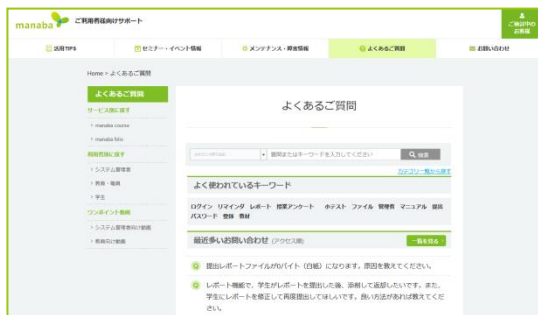 manaba ご利用者様向けサポート
ご検討中の
お客様
活用TIPS
セミナー・イベント情報
メンテナンス・障害情報
よくあるご質問
お問い合わせ
Home > よくあるご質問
よくあるご質問
サービス別に探す
manaba course
manaba folio
利用者別に探す
システム管理者
教員・職員
学生
ワンポイント動画
システム管理者向け動画
教員向け動画
よくあるご質問
質問またはキーワードを入力してください
検索
カテゴリ一覧から探す
よく使われているキーワード
ログイン リマインダ レポート 授業アンケート 小テスト ファイル 管理者 マニュアル 提出
パスワード 登録 教材
最近多いお問い合わせ (アクセス順)
一覧を見る
提出レポートファイルが0バイト（白紙）になります。原因を教えてください。
レポート機能で、学生がレポートを提出した後、添削して返却したいです。また、
学生にレポートを修正して再度提出してほしいです。良い方法があれば教えてくだ
さい。